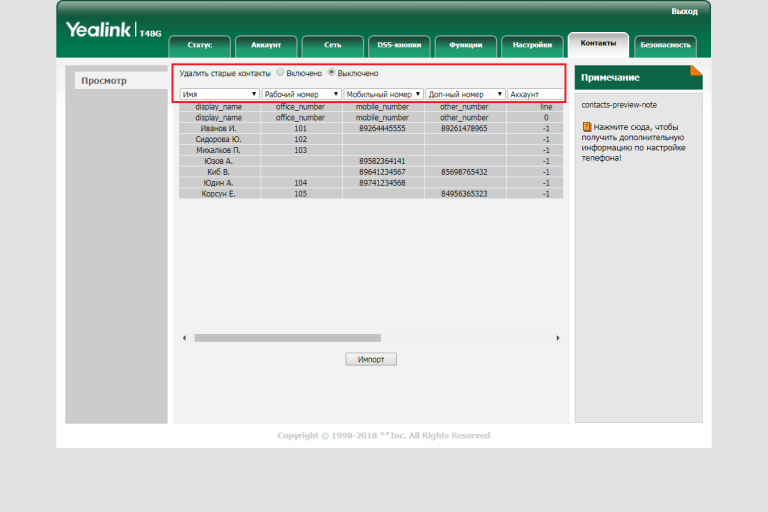 Выход
Yealink T48G
Статус Аккаунт Сеть DSS-кнопки Функции Настройки Контакты Безопасность
Просмотр
Удалить старые контакты Включено Выключено
Имя Рабочий номер Мобильный номер Доп-ный номер Аккаунт
display_name office_number mobile_number other_number line
display_name office_number mobile_number other_number 0
Иванов И. 101 89264445555 89261478965 -1
Сидорова Ю. 102 -1
Михалков П. 103 -1
Юзов А. 89582364141 -1
Киб В. 89641234567 85698765432 -1
Юдин А. 104 89741234568 -1
Корсун Е. 105 84956365323 -1
Импорт
Примечание
contacts-preview-note
Нажмите сюда, чтобы
получить дополнительную
информацию по настройке
телефона!
Copyright © 1998-2018 **Inc. All Rights Reserved